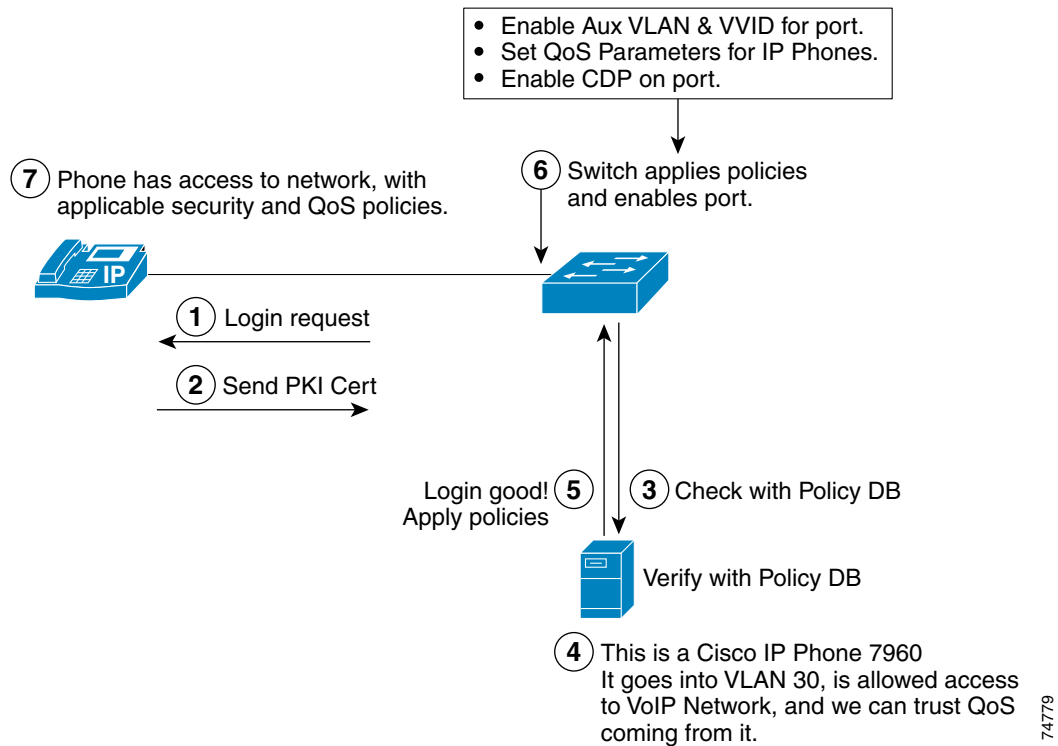 • Enable Aux VLAN & VVID for port.
• Set QoS Parameters for IP Phones.
• Enable CDP on port.
7 Phone has access to network, with
applicable security and QoS policies.
6 Switch applies policies
and enables port.
IP
1 Login request
2 Send PKI Cert
Login good! 5
Apply policies
3 Check with Policy DB
Verify with Policy DB
4 This is a Cisco IP Phone 7960
It goes into VLAN 30, is allowed access
to VoIP Network, and we can trust QoS
coming from it.
74779